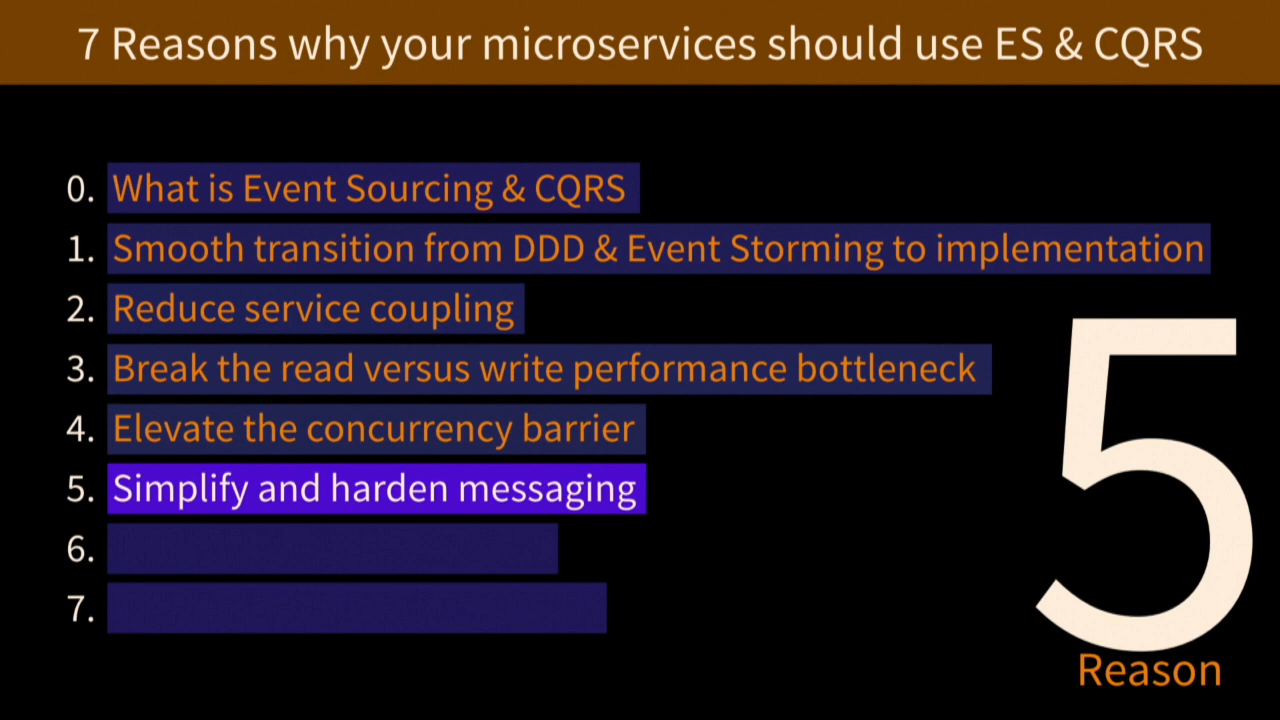 7 Reasons why your microservices should use ES & CQRS
0. What is Event Sourcing & CQRS
1. Smooth transition from DDD & Event Storming to implementation
2. Reduce service coupling
3. Break the read versus write performance bottleneck
4. Elevate the concurrency barrier
5. Simplify and harden messaging
6.
7.
5
Reason